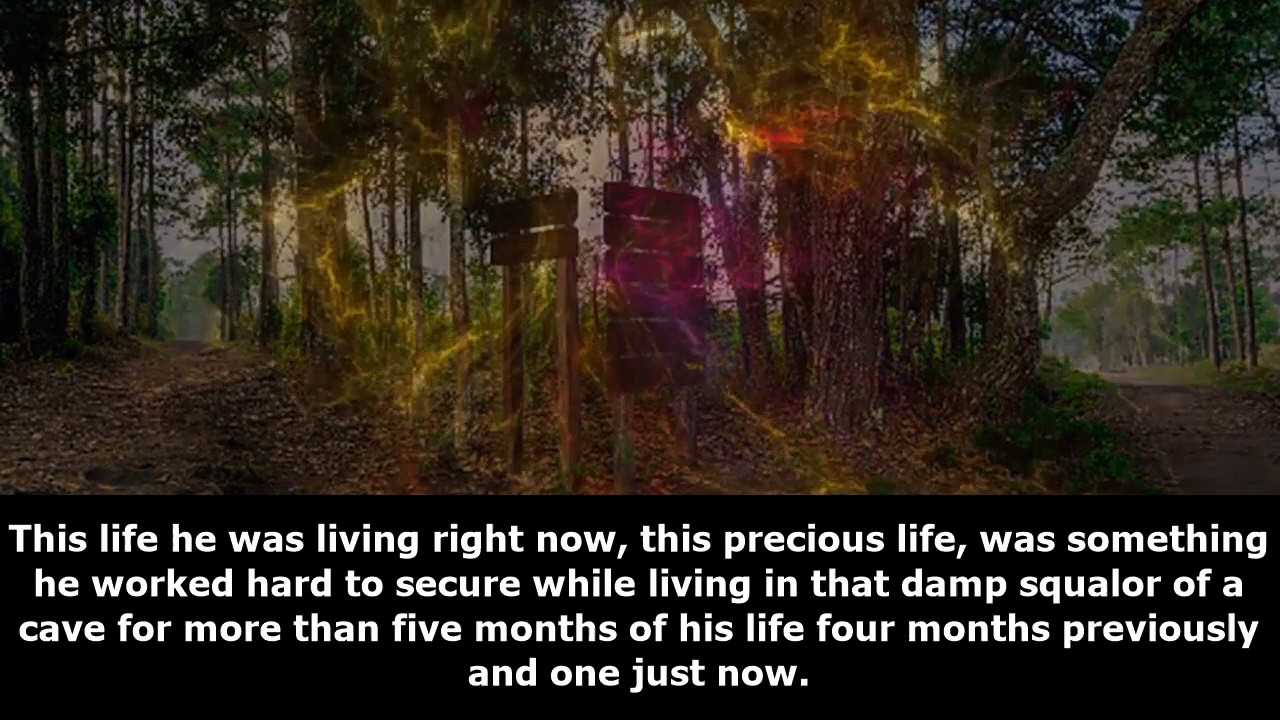 This life he was living right now, this precious life, was something
he worked hard to secure while living in that damp squalor of a
cave for more than five months of his life four months previously
and one just now.